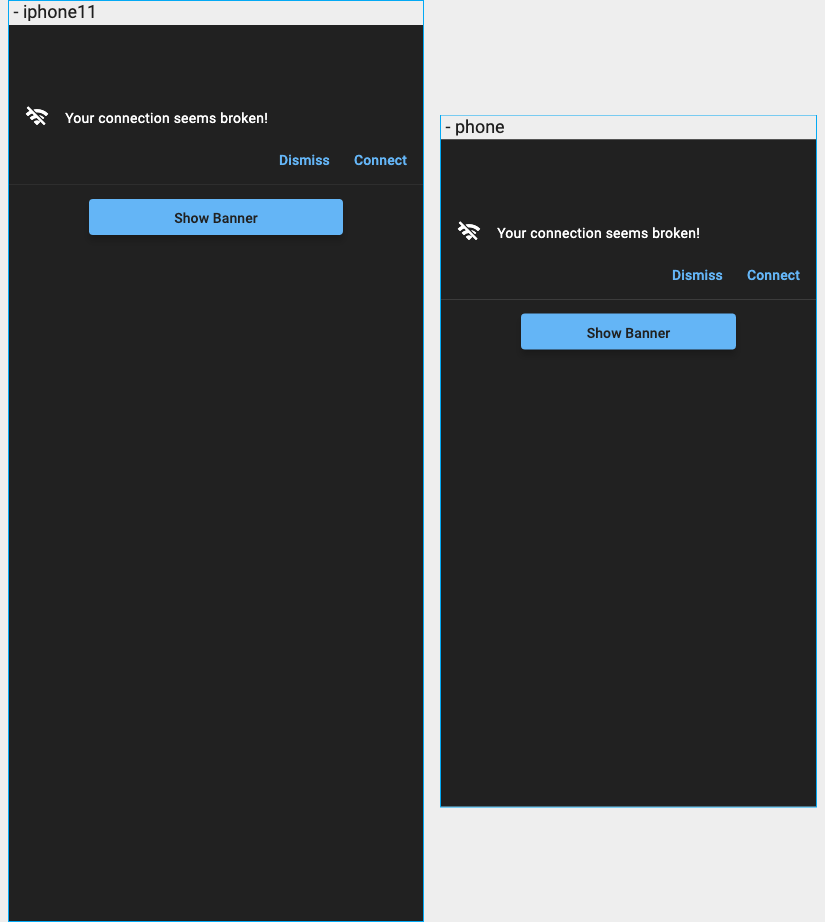 - iphone11
Your connection seems broken!
Dismiss Connect
Show Banner
- phone
Your connection seems broken!
Dismiss Connect
Show Banner